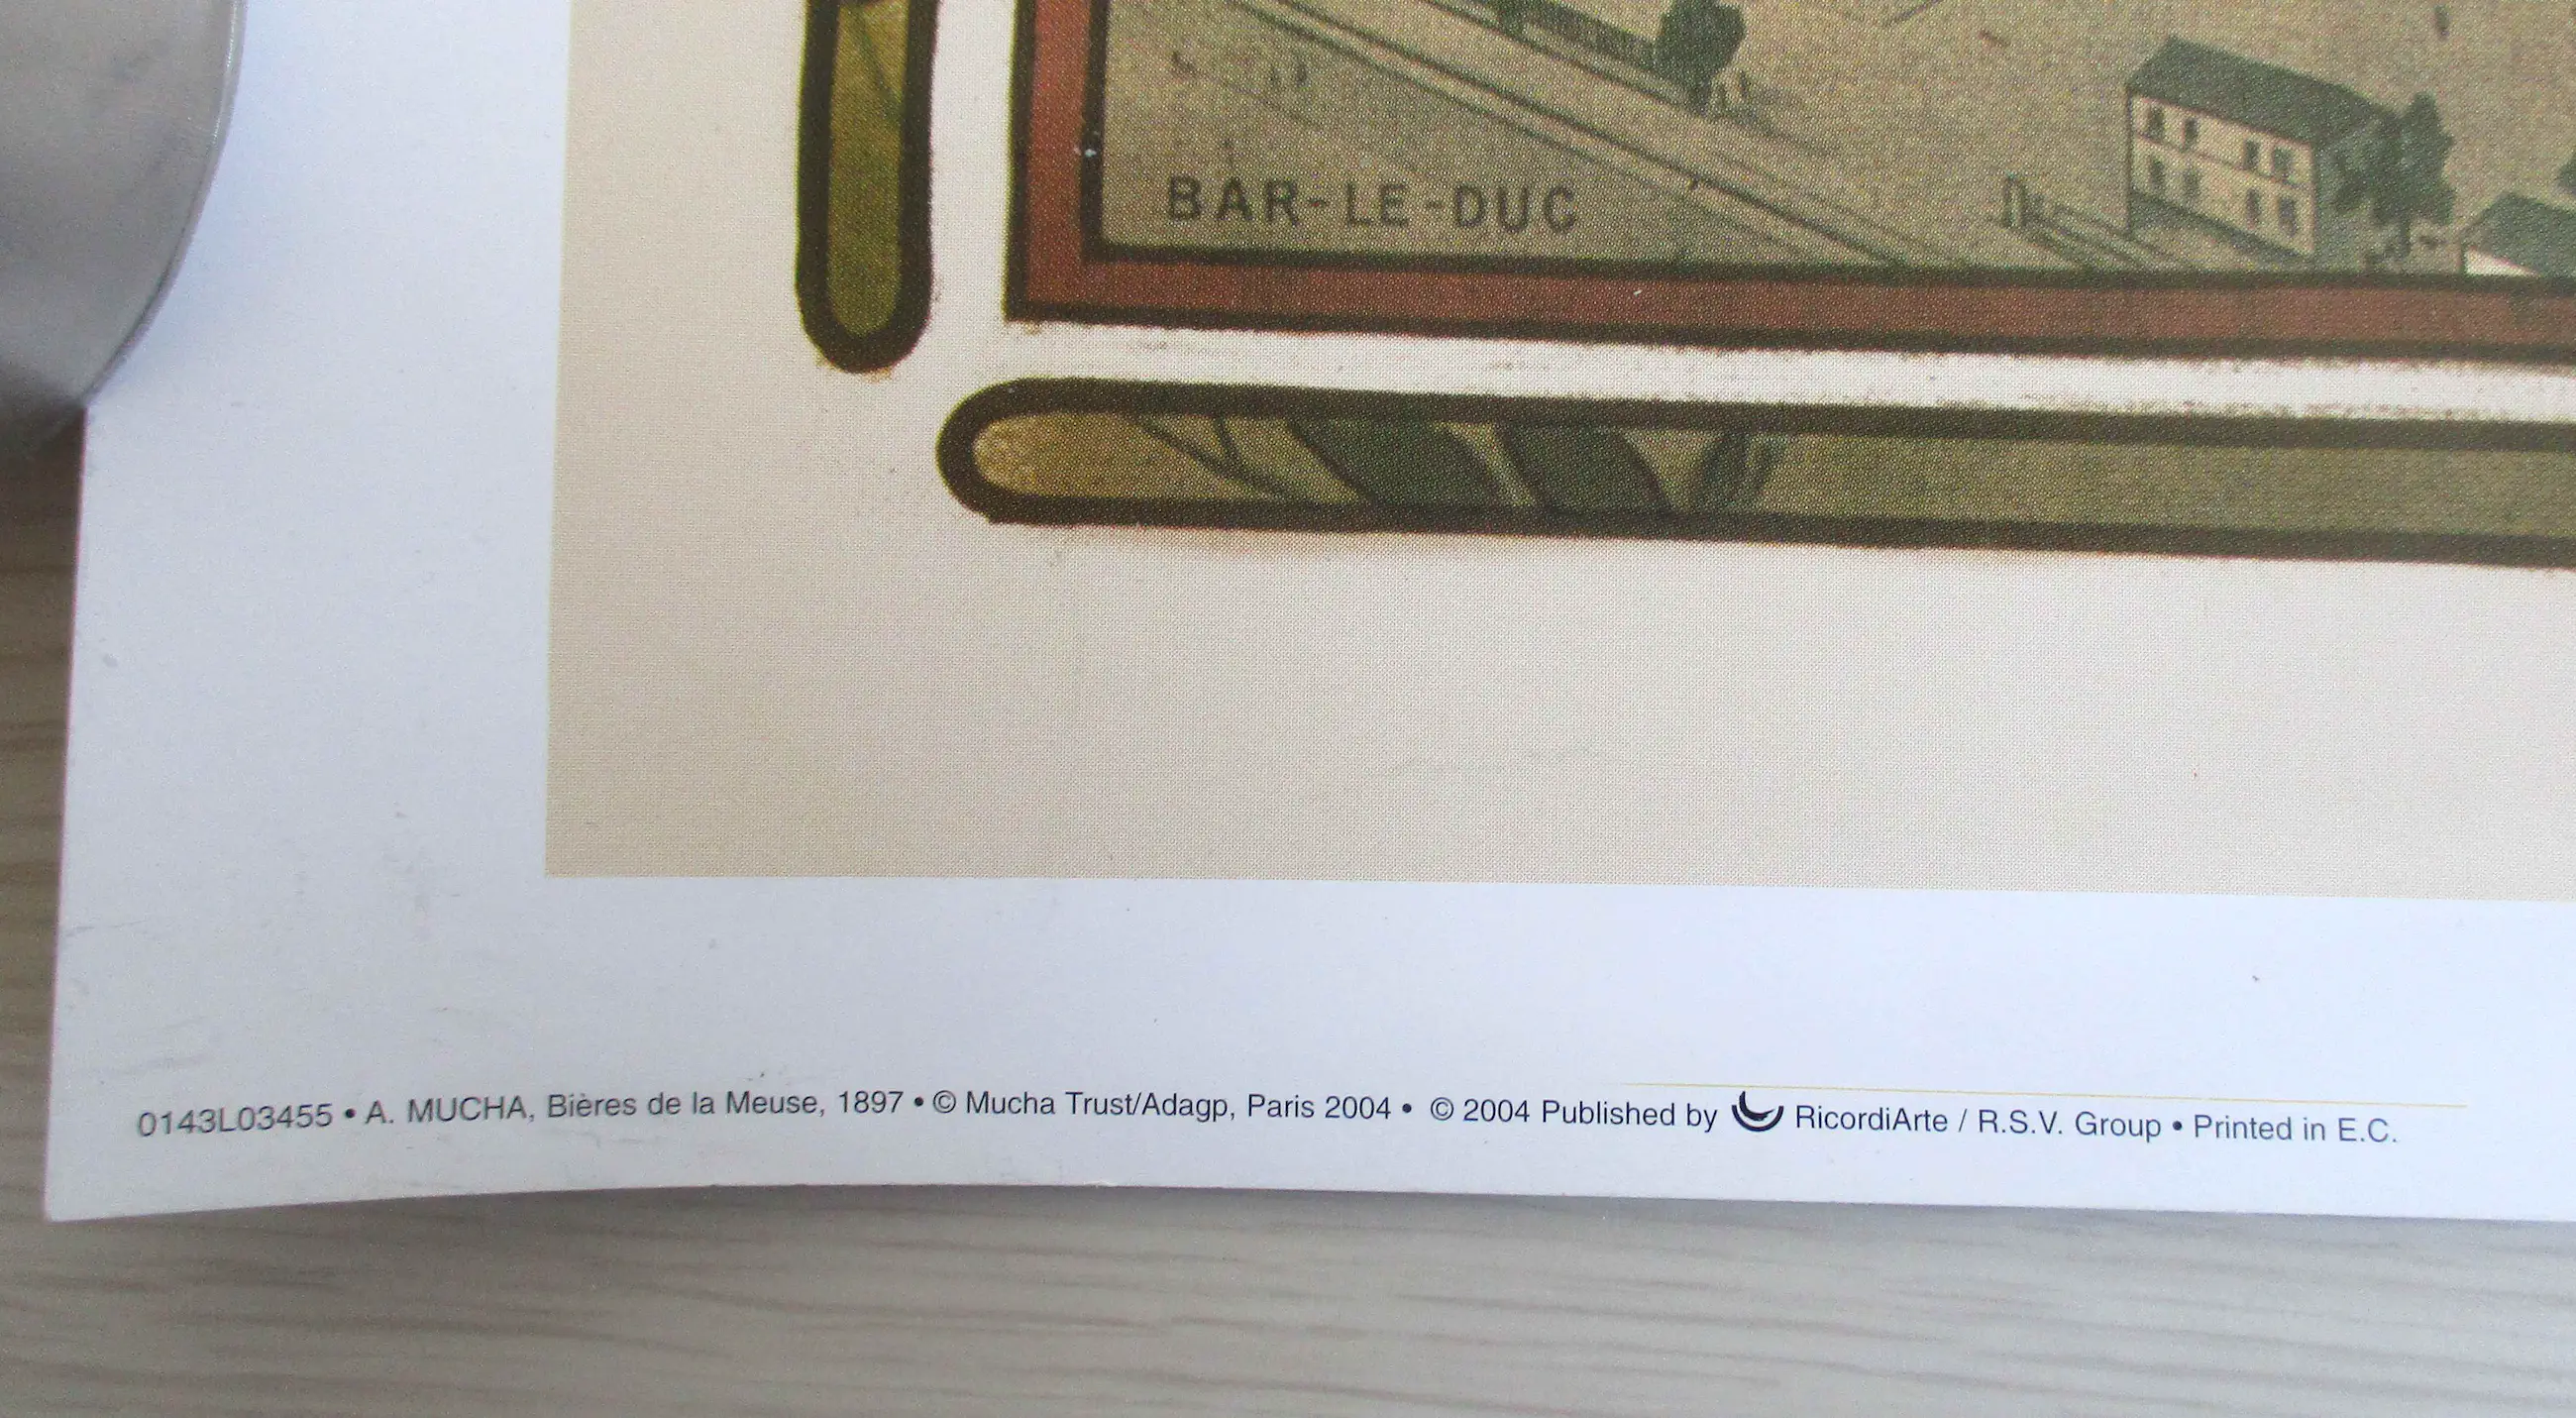 BAR-LE-DUC
0143L03455 • A. MUCHA, Bières de la Meuse, 1897 • © Mucha Trust/Adagp, Paris 2004 • © 2004 Published by RicordiArte / R.S.V. Group • Printed in E.C.